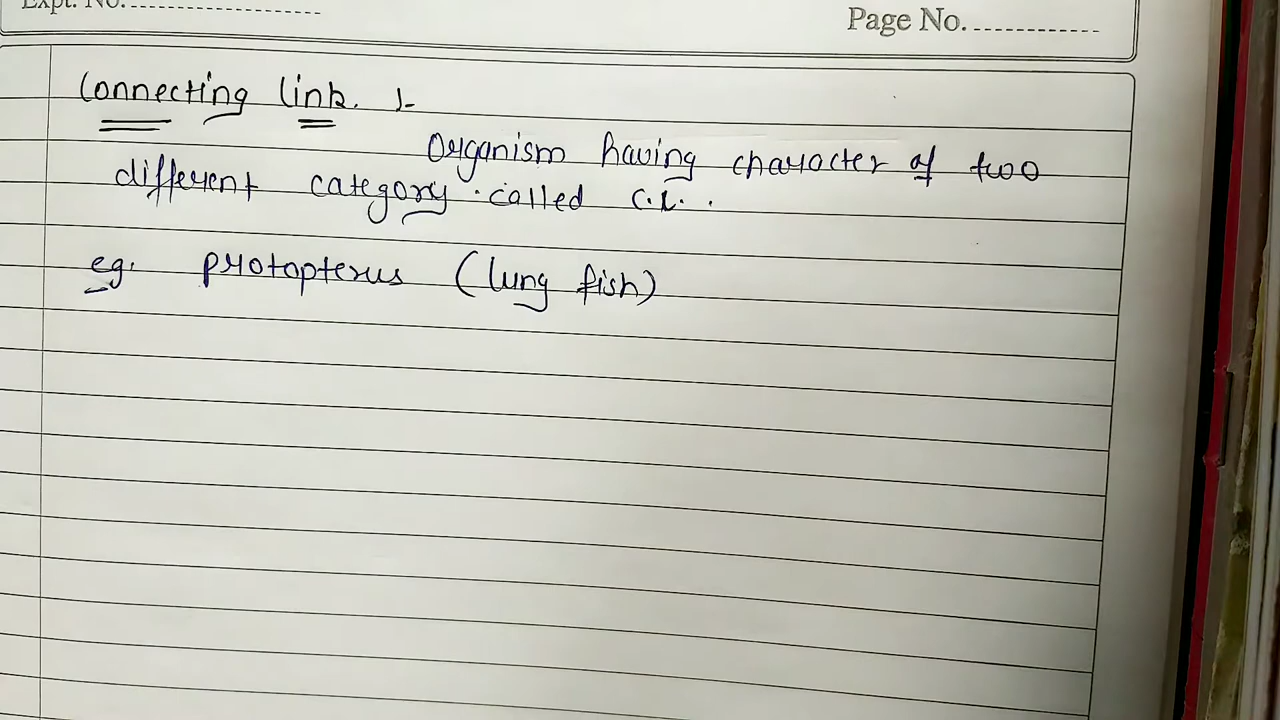 Expt. No.
Page No.
Connecting link :-
Organism having character of two
different category called C.L.
eg. Protopterus (lung fish)